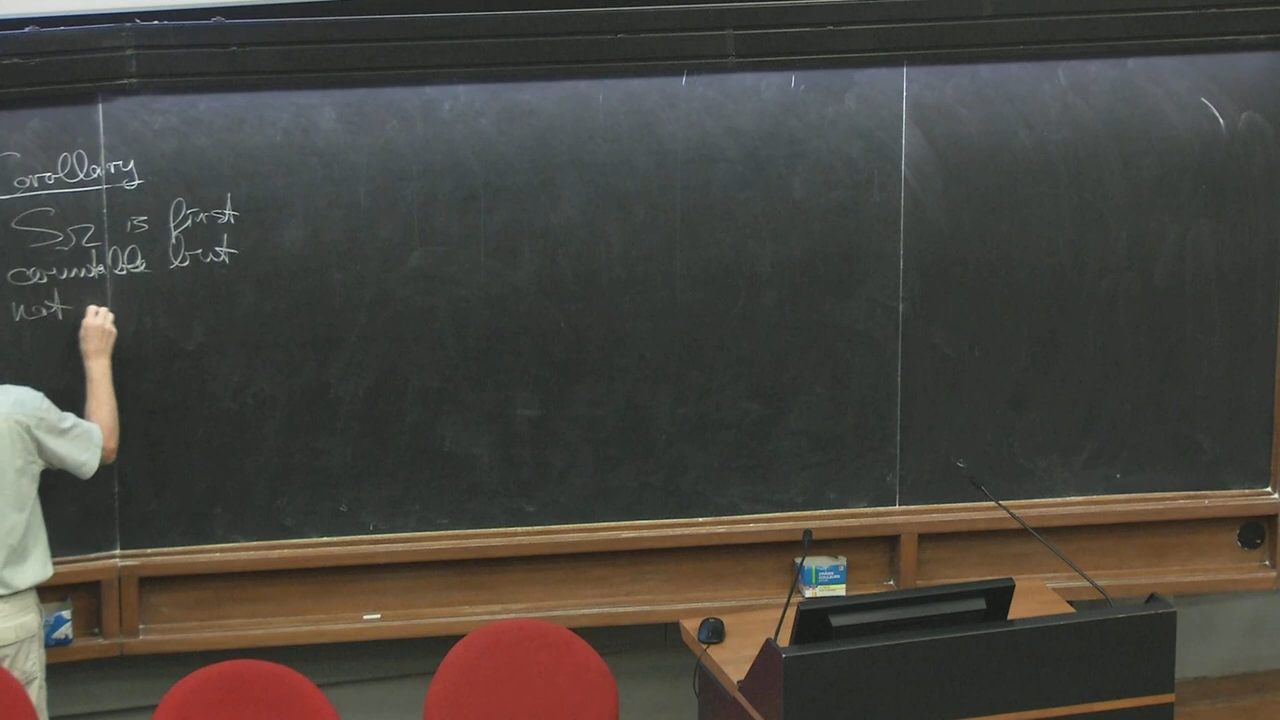 Corollary
SΩ is first
countable but
not